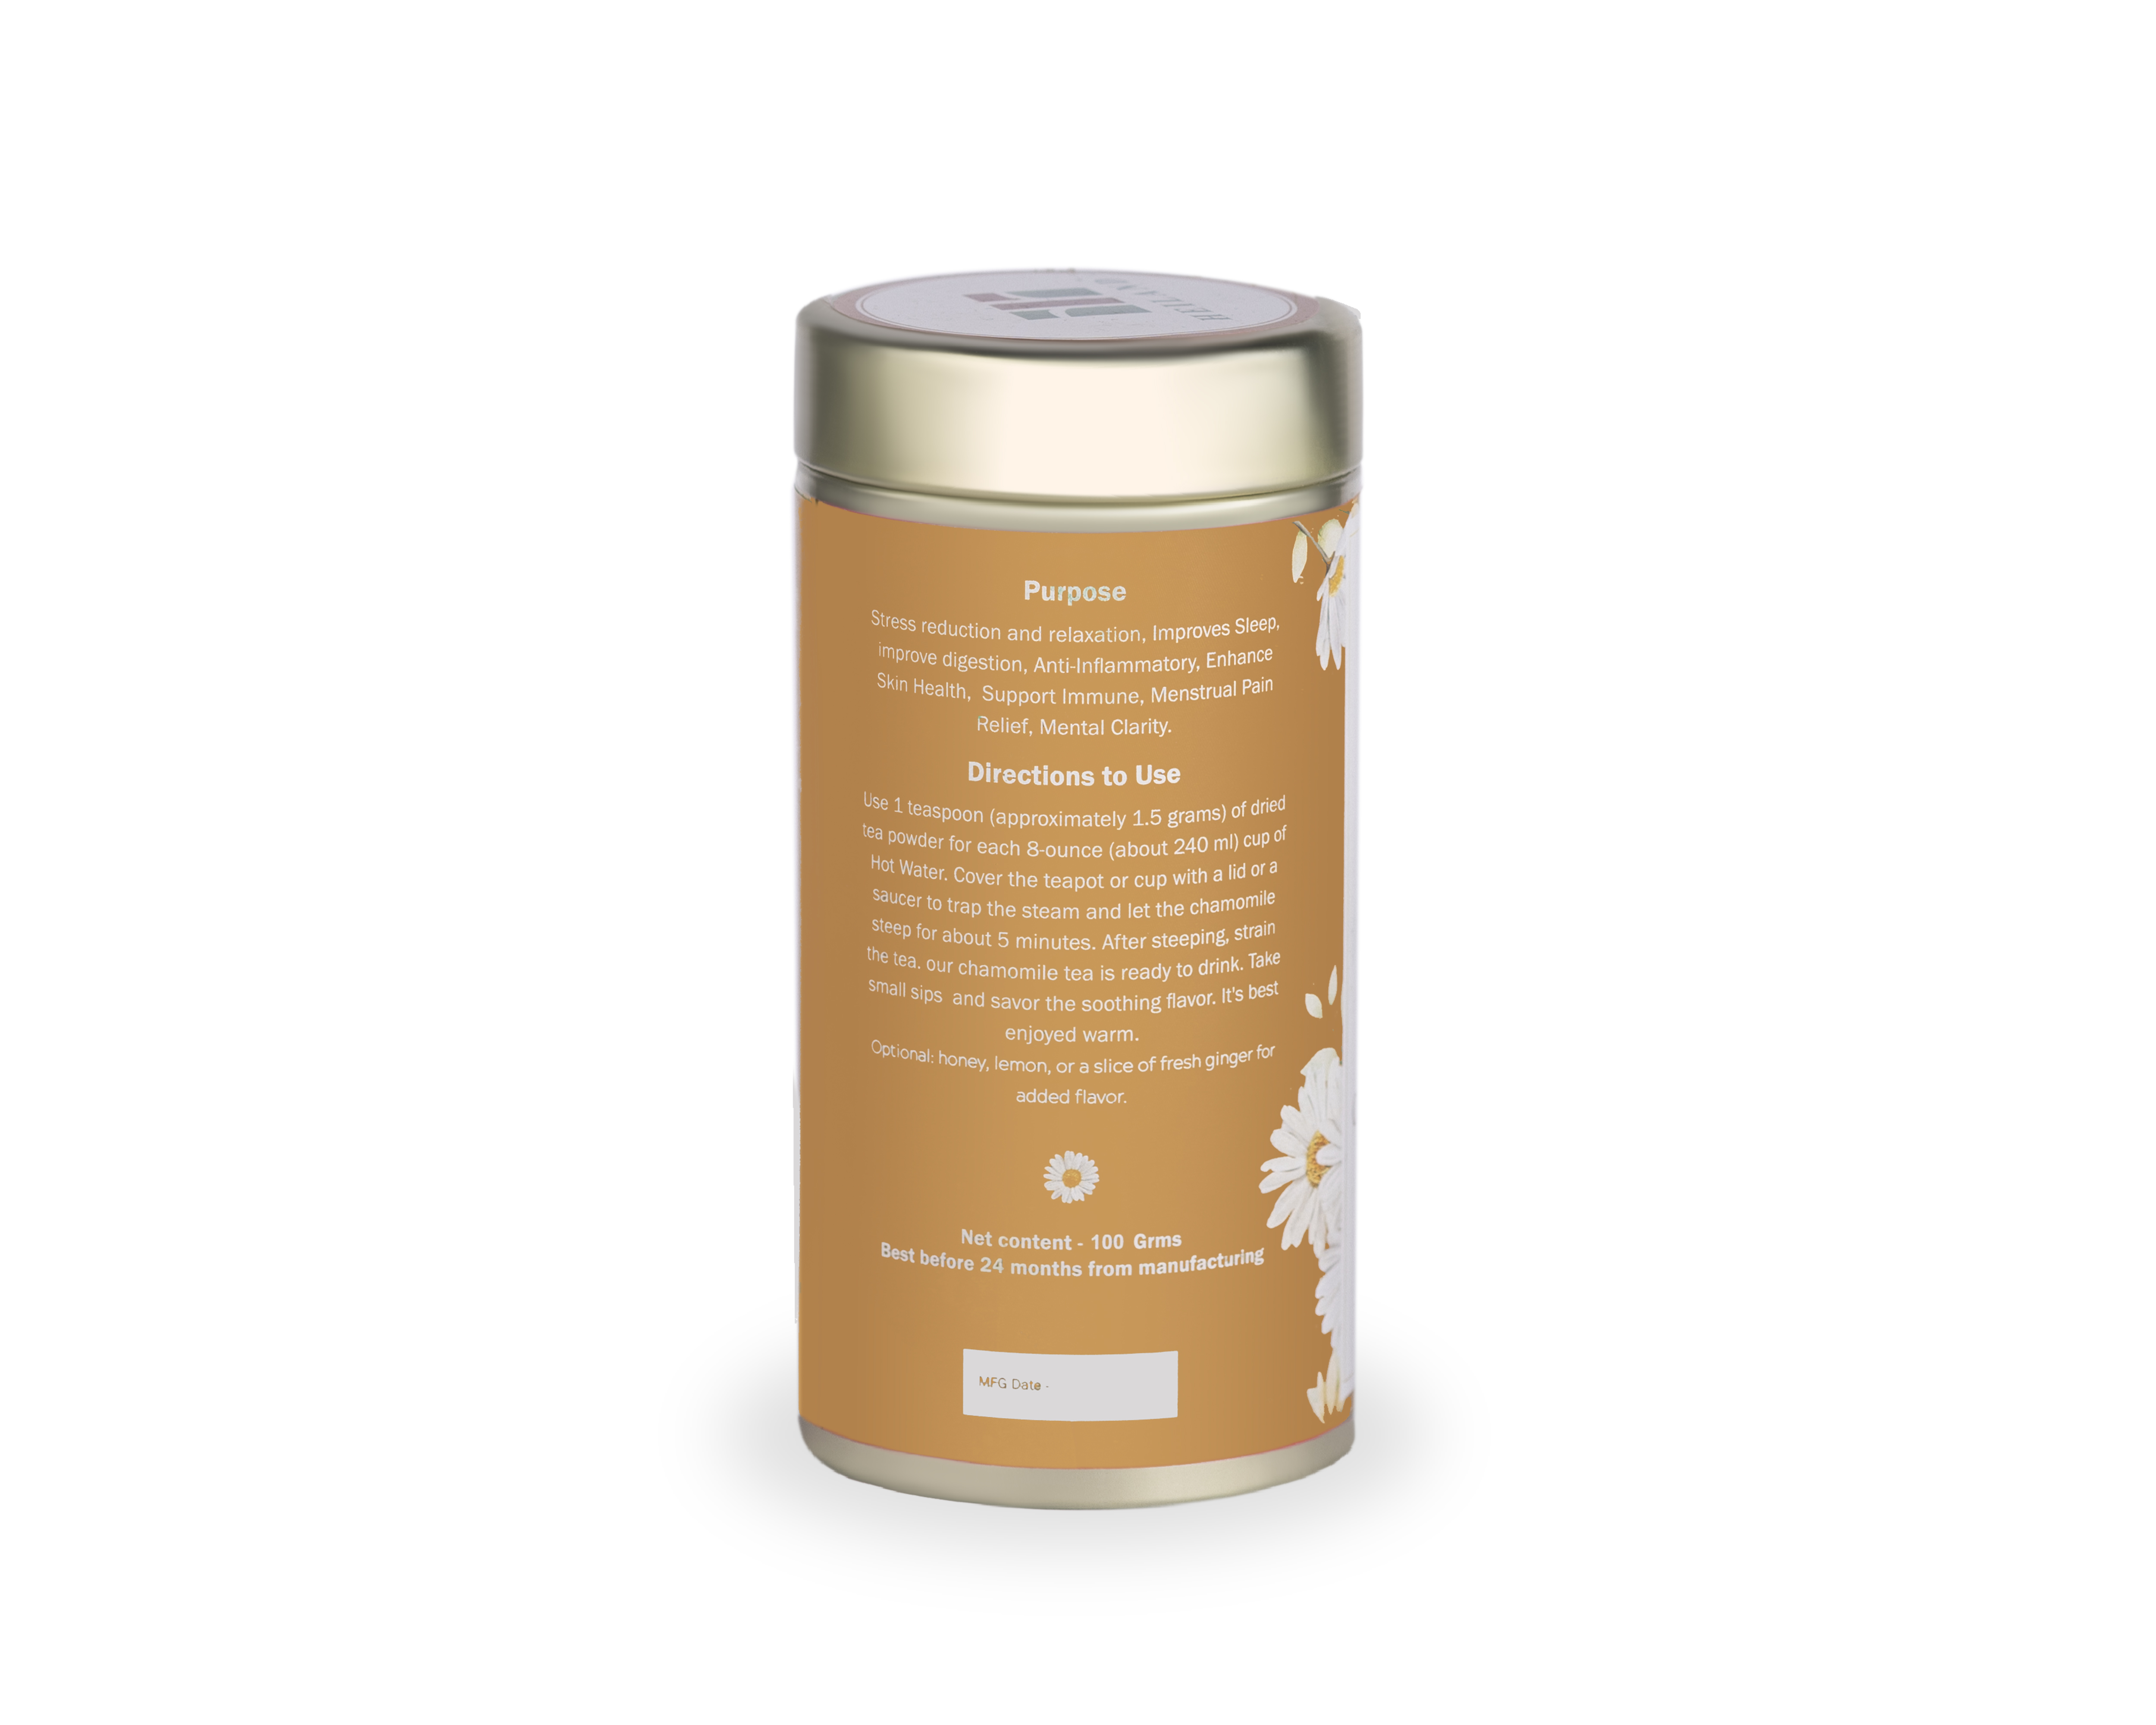 Purpose
Stress reduction and relaxation, Improves Sleep,
improve digestion, Anti-Inflammatory, Enhance
Skin Health, Support Immune, Menstrual Pain
Relief, Mental Clarity.
Directions to Use
Use 1 teaspoon (approximately 1.5 grams) of dried
tea powder for each 8-ounce (about 240 ml) cup of
Hot Water. Cover the teapot or cup with a lid or a
saucer to trap the steam and let the chamomile
steep for about 5 minutes. After steeping, strain
the tea. our chamomile tea is ready to drink. Take
small sips and savor the soothing flavor. It's best
enjoyed warm.
Optional: honey, lemon, or a slice of fresh ginger for
added flavor.
Net content - 100 Grms
Best before 24 months from manufacturing
MFG Date -